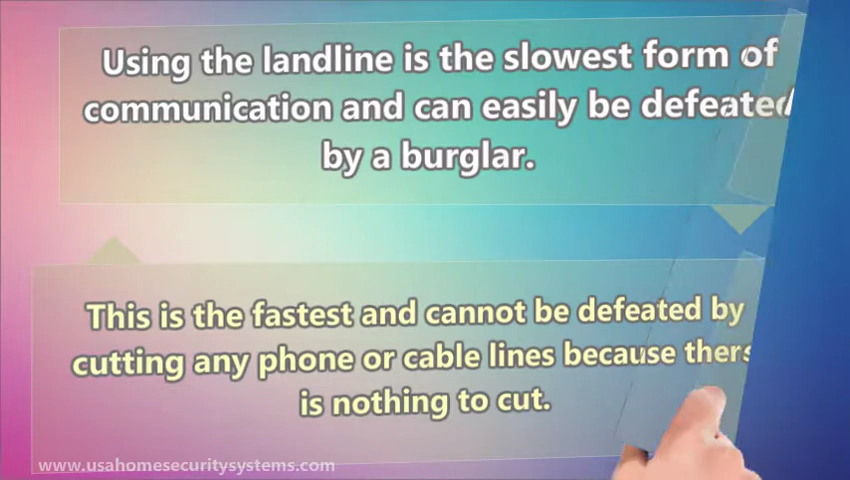 Using the landline is the slowest form of
communication and can easily be defeated
by a burglar.
This is the fastest and cannot be defeated by
cutting any phone or cable lines because
is nothing to cut.
www.usahomesecuritysystems.com